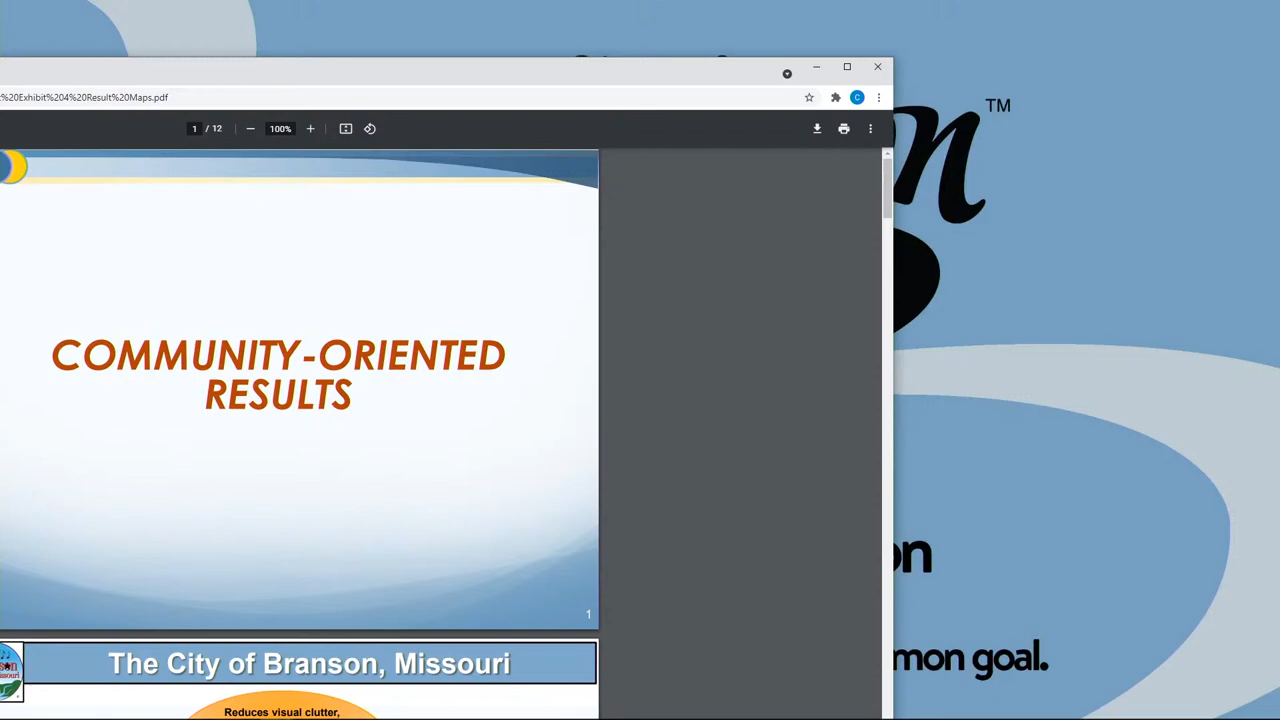 TM
t%20Exhibit%204%20Result%20Maps.pdf
C
1 / 12
100%
COMMUNITY-ORIENTED
RESULTS
1
The City of Branson, Missouri
Reduces visual clutter,
on
mmon goal.